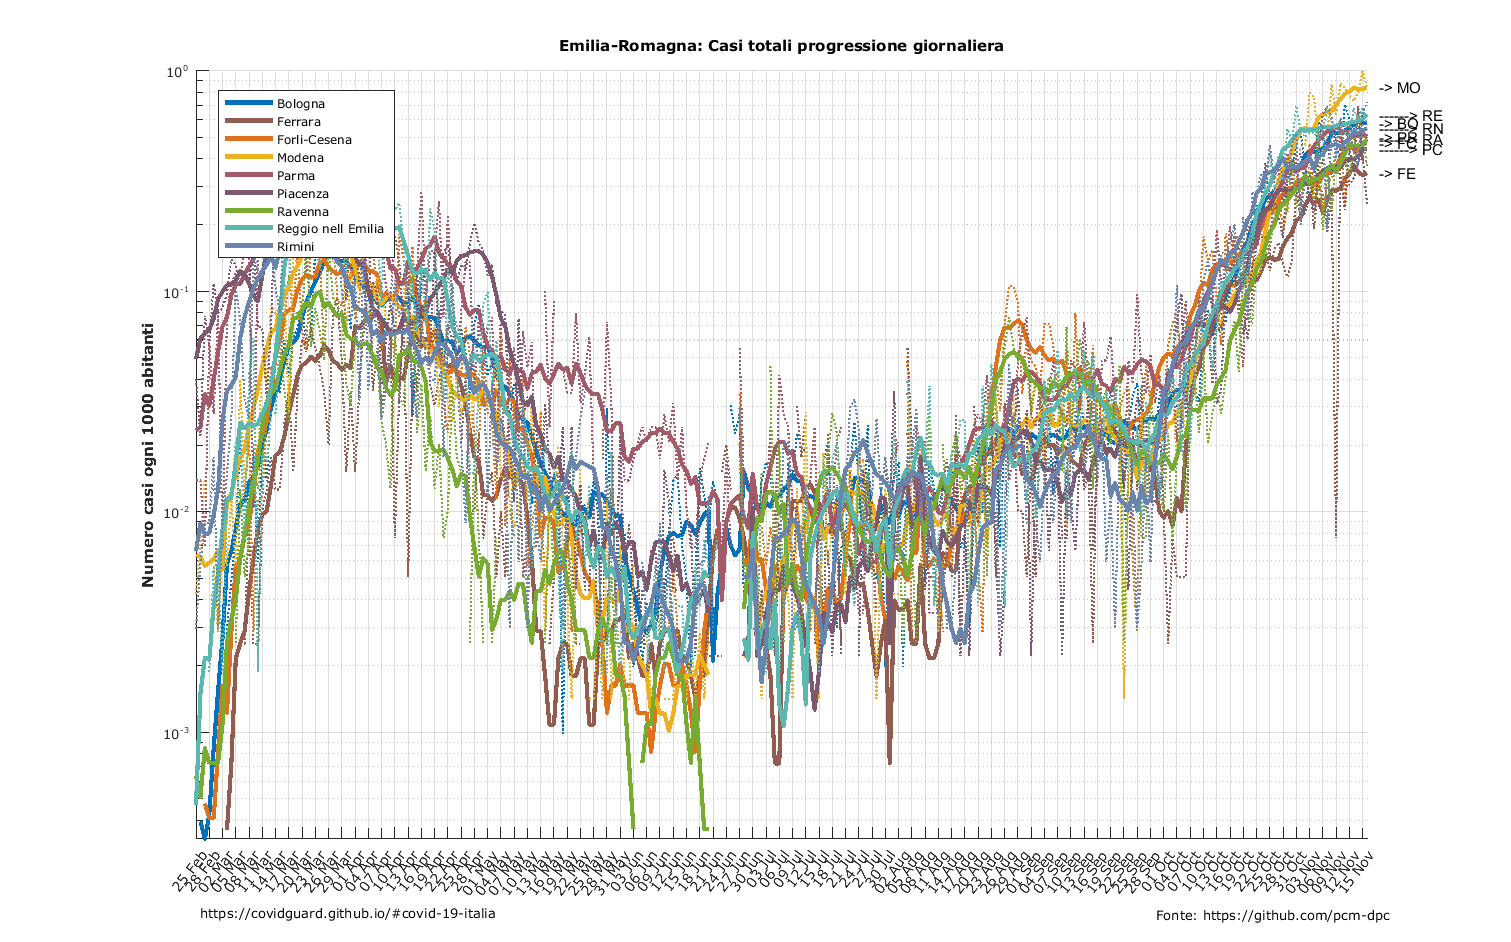 Emilia-Romagna: Casi totali progressione giornaliera
10^0
10^-1
10^-2
10^-3
Numero casi ogni 1000 abitanti
Bologna
Ferrara
Forli-Cesena
Modena
Parma
Piacenza
Ravenna
Reggio nell Emilia
Rimini
-> MO
------> RE
-> BO
------> RN
-> PR
------> RA
-> FC
------> PC
-> FE
25 Feb
28 Feb
02 Mar
05 Mar
08 Mar
11 Mar
14 Mar
17 Mar
20 Mar
23 Mar
26 Mar
29 Mar
01 Apr
04 Apr
07 Apr
10 Apr
13 Apr
16 Apr
19 Apr
22 Apr
25 Apr
28 Apr
01 May
04 May
07 May
10 May
13 May
16 May
19 May
22 May
25 May
28 May
31 May
03 Jun
06 Jun
09 Jun
12 Jun
15 Jun
18 Jun
21 Jun
24 Jun
27 Jun
30 Jun
03 Jul
06 Jul
09 Jul
12 Jul
15 Jul
18 Jul
21 Jul
24 Jul
27 Jul
30 Jul
02 Aug
05 Aug
08 Aug
11 Aug
14 Aug
17 Aug
20 Aug
23 Aug
26 Aug
29 Aug
01 Sep
04 Sep
07 Sep
10 Sep
13 Sep
16 Sep
19 Sep
22 Sep
25 Sep
28 Sep
01 Oct
04 Oct
07 Oct
10 Oct
13 Oct
16 Oct
19 Oct
22 Oct
25 Oct
28 Oct
31 Oct
03 Nov
06 Nov
09 Nov
12 Nov
15 Nov
https://covidguard.github.io/#covid-19-italia
Fonte: https://github.com/pcm-dpc